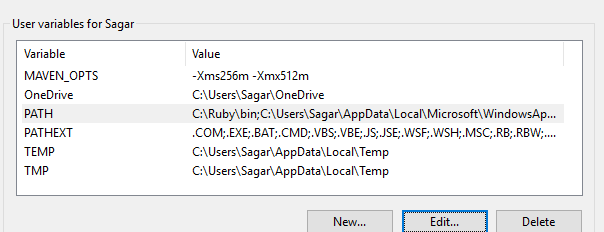 User variables for Sagar
Variable Value
MAVEN_OPTS -Xms256m -Xmx512m
OneDrive C:\Users\Sagar\OneDrive
PATH C:\Ruby\bin;C:\Users\Sagar\AppData\Local\Microsoft\WindowsAp...
PATHEXT .COM;.EXE;.BAT;.CMD;.VBS;.VBE;.JS;.JSE;.WSF;.WSH;.MSC;.RB;.RBW;....
TEMP C:\Users\Sagar\AppData\Local\Temp
TMP C:\Users\Sagar\AppData\Local\Temp
New... Edit... Delete